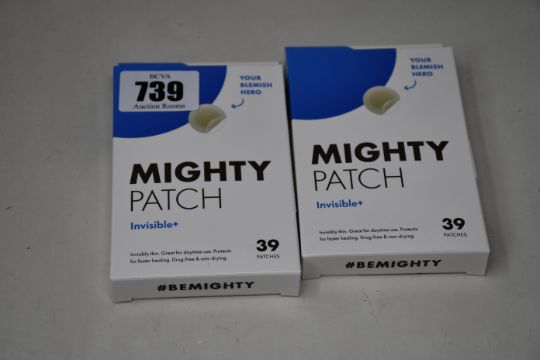 BCVA
739
Auction Rooms
YOUR
BLEMISH
HERO
MIGHTY
PATCH
Invisible+
Invisibly thin. Great for daytime use. Protects
for faster healing. Drug-free & non-drying.
39
PATCHES
#BEMIGHTY
YOUR
BLEMISH
HERO
MIGHTY
PATCH
Invisible+
Invisibly thin. Great for daytime use. Protects
for faster healing. Drug-free & non-drying.
39
PATCHES
#BEMIGHTY